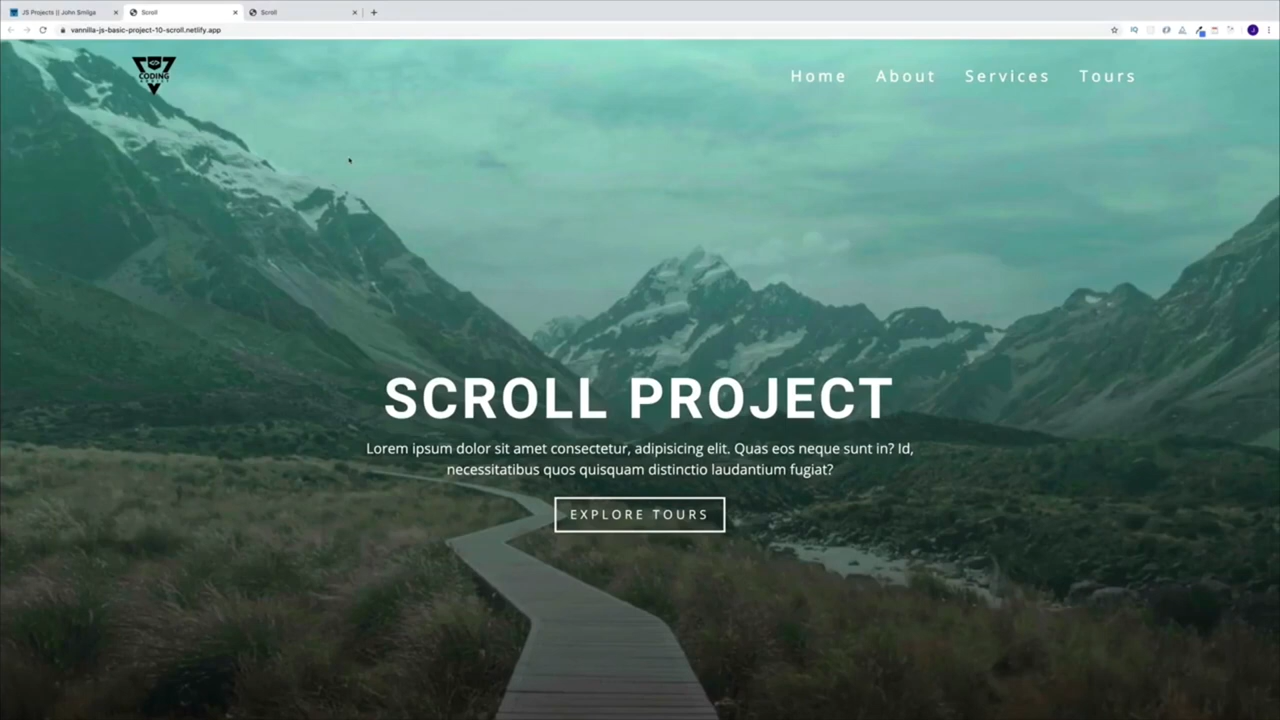 JS Projects || John Smilga
Scroll
Scroll
vannilla-js-basic-project-10-scroll.netlify.app
CODING
Home About Services Tours
SCROLL PROJECT
Lorem ipsum dolor sit amet consectetur, adipisicing elit. Quas eos neque sunt in? Id,
necessitatibus quos quisquam distinctio laudantium fugiat?
EXPLORE TOURS